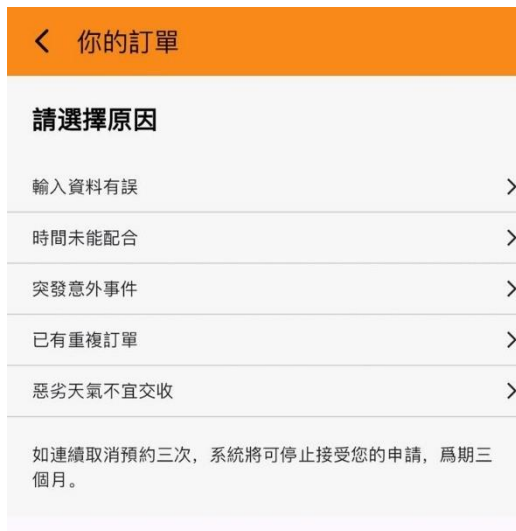 你的訂單
請選擇原因
輸入資料有誤
時間未能配合
突發意外事件
已有重複訂單
惡劣天氣不宜交收
如連續取消預約三次，系統將可停止接受您的申請，爲期三
個月。